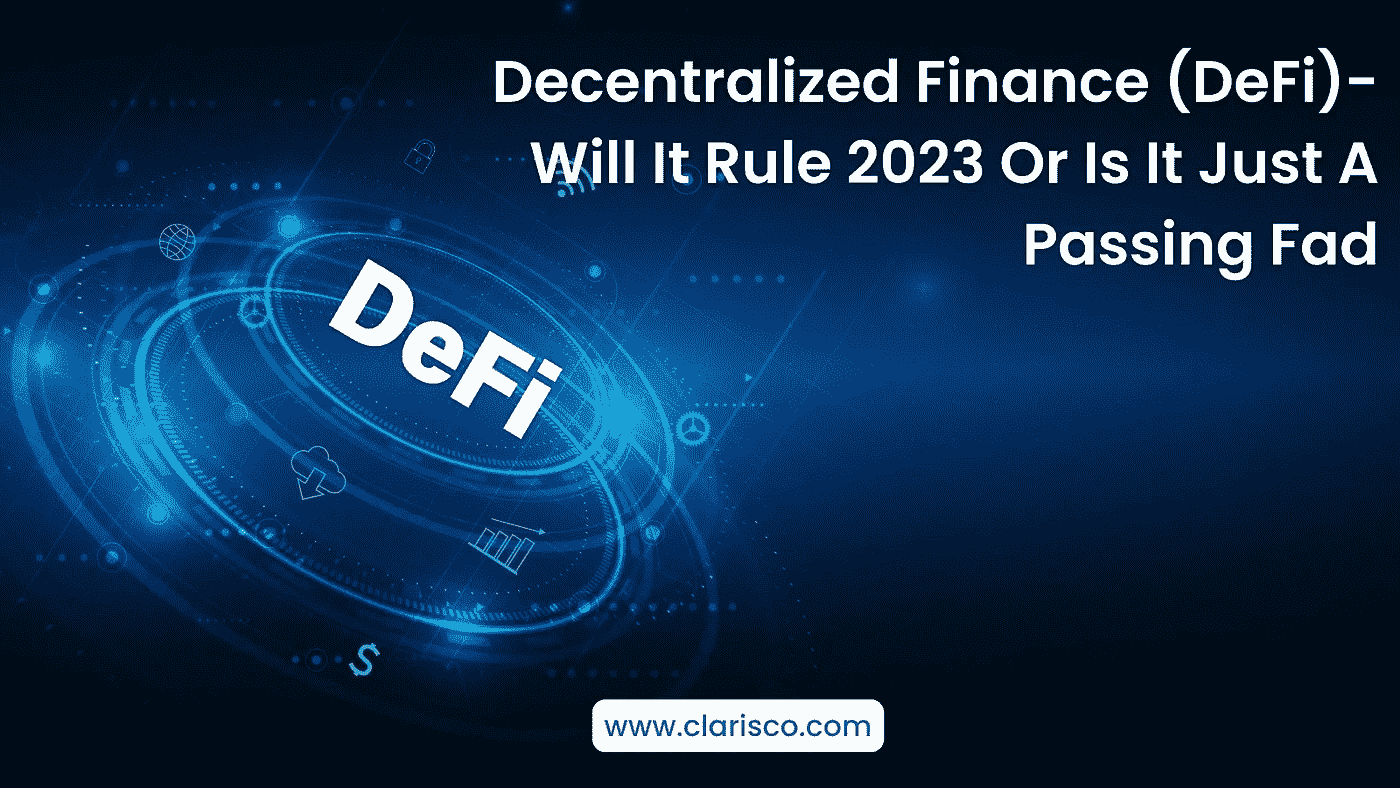 Decentralized Finance (DeFi)-
Will It Rule 2023 Or Is It Just A
Passing Fad
DeFi
$
www.clarisco.com